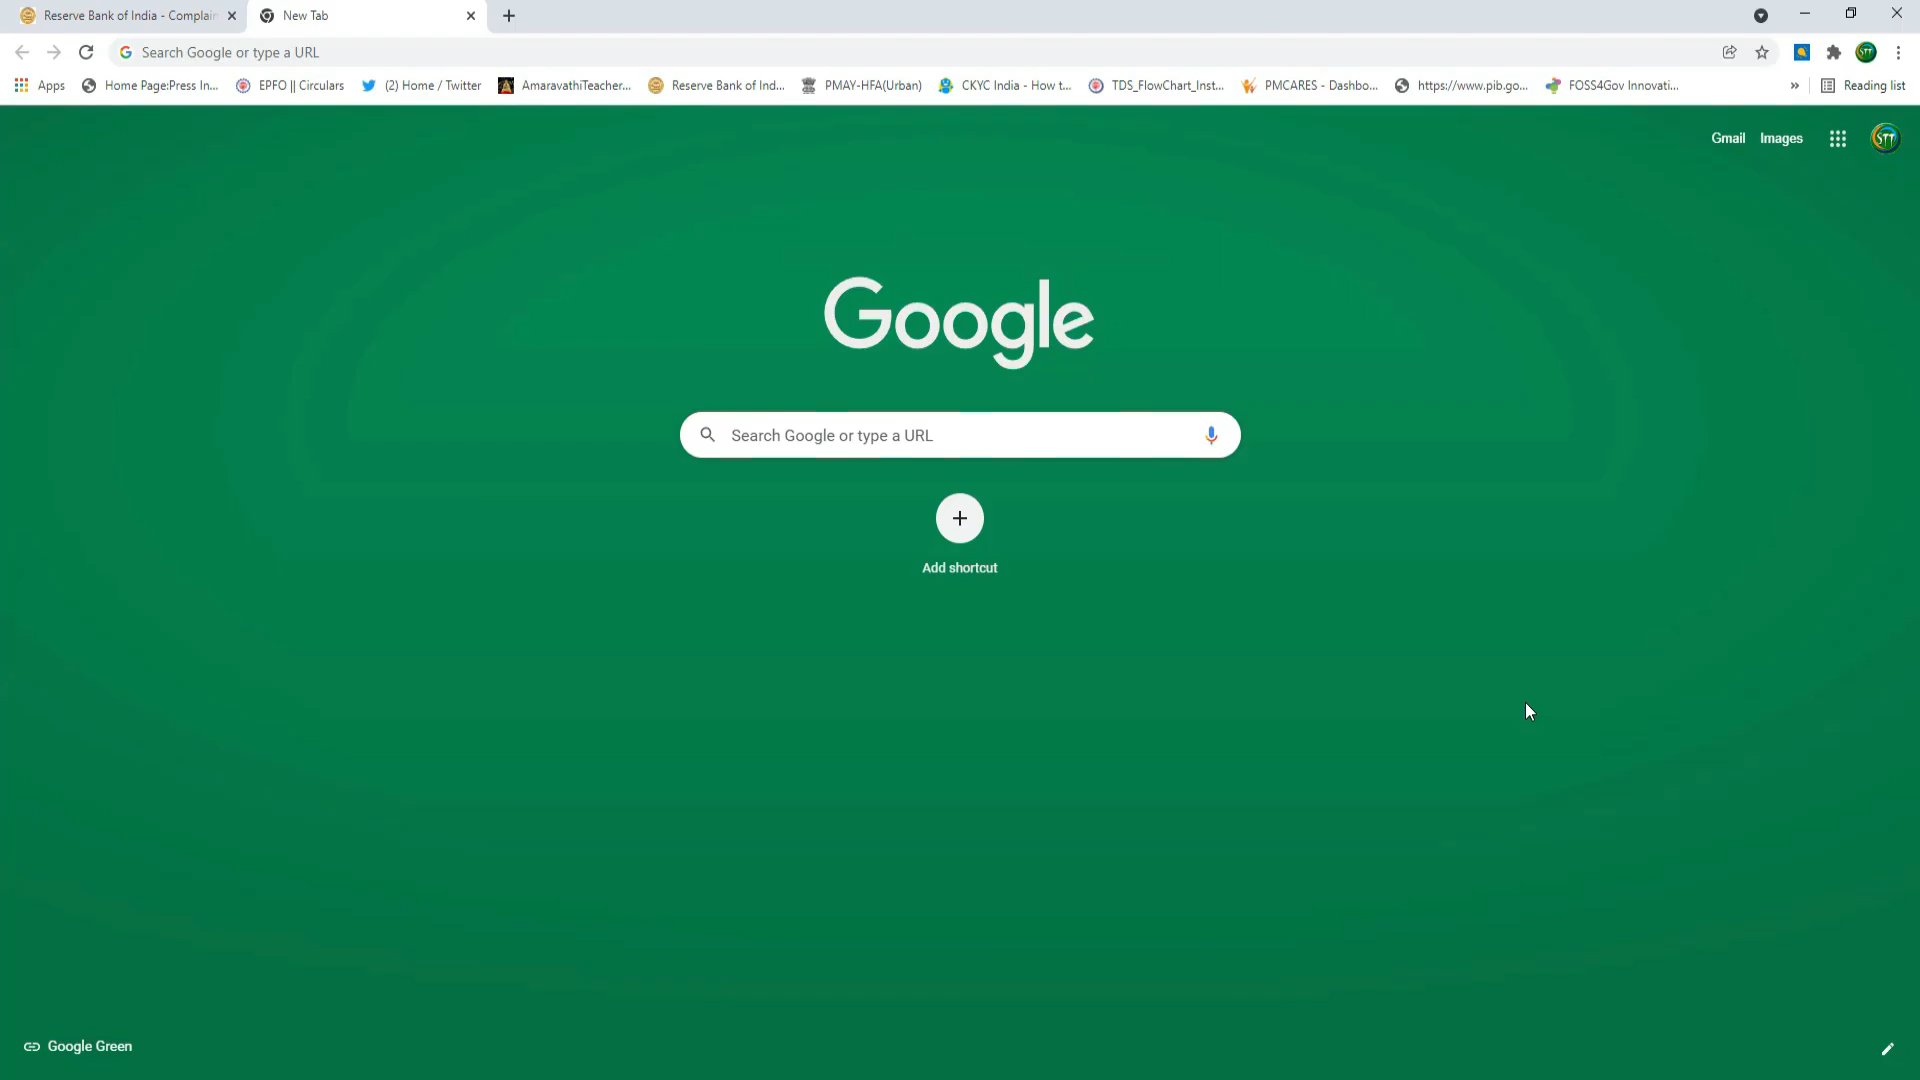 Reserve Bank of India - Complain
New Tab
Search Google or type a URL
Apps
Home Page:Press In...
EPFO || Circulars
(2) Home / Twitter
AmaravathiTeacher...
Reserve Bank of Ind...
PMAY-HFA(Urban)
CKYC India - How t...
TDS_FlowChart_Inst...
PMCARES - Dashbo...
https://www.pib.go...
FOSS4Gov Innovati...
»
Reading list
Gmail
Images
STT
Google
Search Google or type a URL
Add shortcut
Google Green